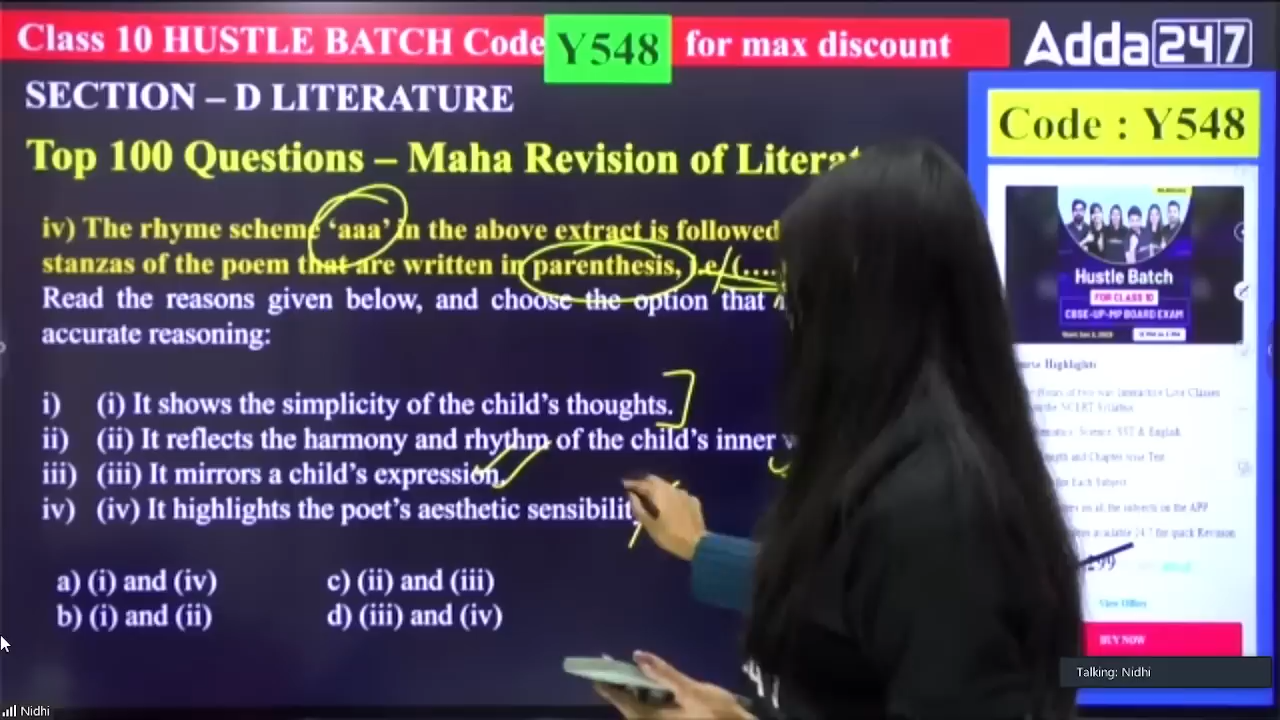 Class 10 HUSTLE BATCH Code Y548 for max discount
Adda247
SECTION – D LITERATURE
Code : Y548
Top 100 Questions – Maha Revision of
iv) The rhyme scheme ‘aaa’ in the above extract is followed
stanzas of the poem that are written in parenthesis, i.e (....
Read the reasons given below, and choose the option that
accurate reasoning:
i) (i) It shows the simplicity of the child’s thoughts.
ii) (ii) It reflects the harmony and rhythm of the child’s inner
iii) (iii) It mirrors a child’s expression.
iv) (iv) It highlights the poet’s aesthetic
a) (i) and (iv) c) (ii) and (iii)
b) (i) and (ii) d) (iii) and (iv)
Hustle Batch
FOR CLASS 10
CBSE-UP-MP BOARD EXAM
Highlights
for Each Subject
View Offers
BUY NOW
Talking: Nidhi
Nidhi